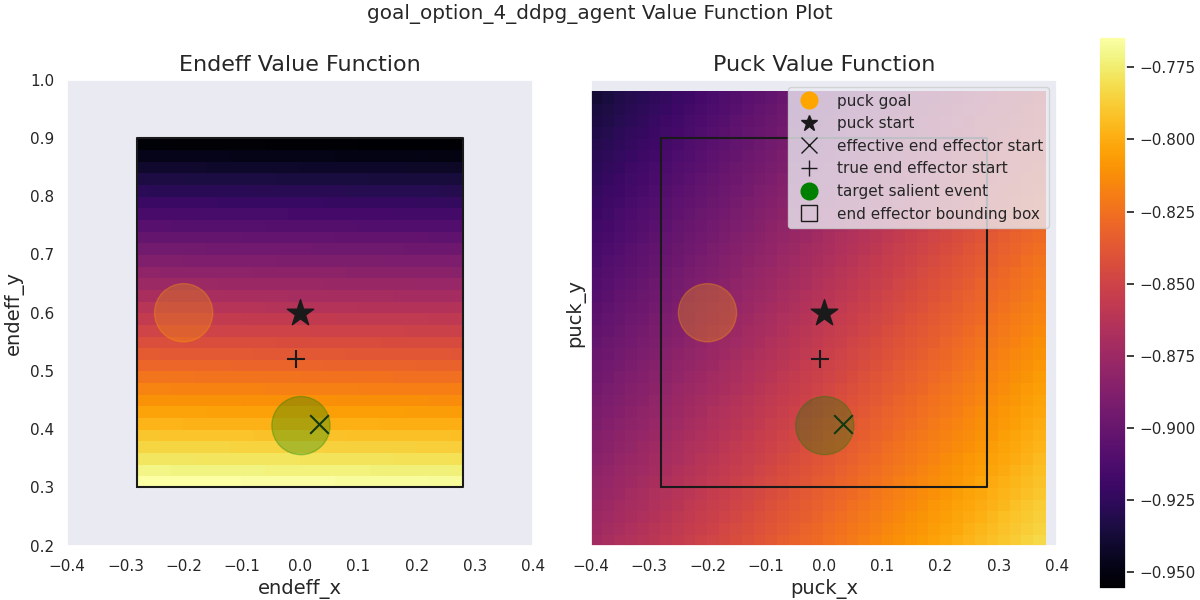 goal_option_4_ddpg_agent Value Function Plot
Endeff Value Function
1.0
0.9
0.8
0.7
0.6
0.5
0.4
0.3
0.2
endeff_y
−0.4 −0.3 −0.2 −0.1 0.0 0.1 0.2 0.3 0.4
endeff_x
Puck Value Function
puck goal
puck start
effective end effector start
true end effector start
target salient event
end effector bounding box
puck_y
−0.4 −0.3 −0.2 −0.1 0.0 0.1 0.2 0.3 0.4
puck_x
−0.775
−0.800
−0.825
−0.850
−0.875
−0.900
−0.925
−0.950